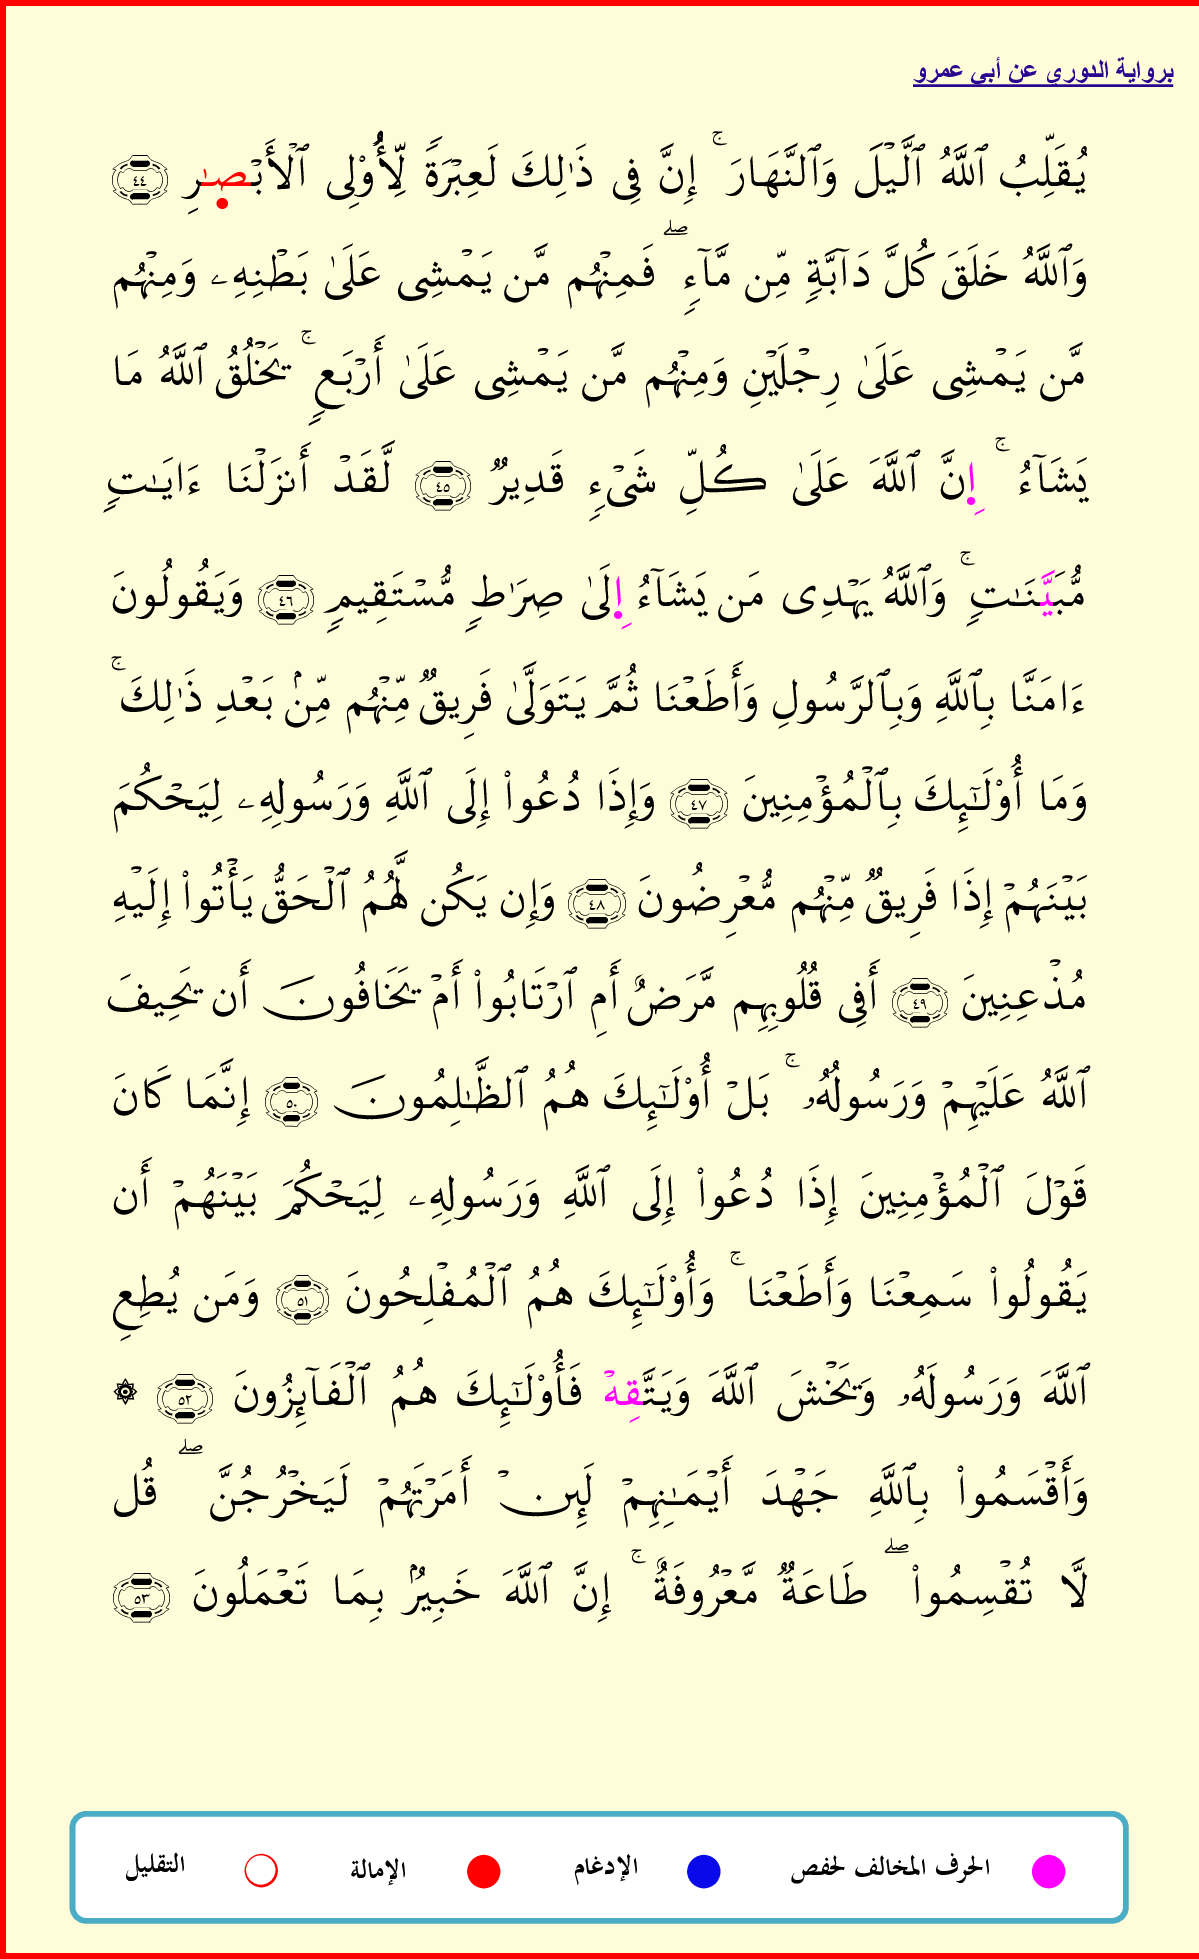 برواية الدوري عن أبي عمرو
يُقَلِّبُ ٱللَّهُ ٱلَّيۡلَ وَٱلنَّهَارَۚ إِنَّ فِى ذَٰلِكَ لَعِبۡرَةً لِّأُوْلِى ٱلۡأَبۡصَٰرِ ٤٤
وَٱللَّهُ خَلَقَ كُلَّ دَآبَّةٖ مِّن مَّآءٖۖ فَمِنۡهُم مَّن يَمۡشِى عَلَىٰ بَطۡنِهِۦ وَمِنۡهُم
مَّن يَمۡشِى عَلَىٰ رِجۡلَيۡنِ وَمِنۡهُم مَّن يَمۡشِى عَلَىٰ أَرۡبَعٖۚ يَخۡلُقُ ٱللَّهُ مَا
يَشَآءُۚ إِنَّ ٱللَّهَ عَلَىٰ كُلِّ شَىۡءٖ قَدِيرٞ ٤٥ لَّقَدۡ أَنزَلۡنَا ءَايَٰتٖ
مُّبَيَّنَٰتٖۚ وَٱللَّهُ يَهۡدِى مَن يَشَآءُ إِلَىٰ صِرَٰطٖ مُّسۡتَقِيمٖ ٤٦ وَيَقُولُونَ
ءَامَنَّا بِٱللَّهِ وَبِٱلرَّسُولِ وَأَطَعۡنَا ثُمَّ يَتَوَلَّىٰ فَرِيقٞ مِّنۡهُم مِّنۢ بَعۡدِ ذَٰلِكَۚ
وَمَا أُوْلَٰٓئِكَ بِٱلۡمُؤۡمِنِينَ ٤٧ وَإِذَا دُعُواْ إِلَى ٱللَّهِ وَرَسُولِهِۦ لِيَحۡكُمَ
بَيۡنَهُمۡ إِذَا فَرِيقٞ مِّنۡهُم مُّعۡرِضُونَ ٤٨ وَإِن يَكُن لَّهُمُ ٱلۡحَقُّ يَأۡتُواْ إِلَيۡهِ
مُذۡعِنِينَ ٤٩ أَفِى قُلُوبِهِم مَّرَضٌ أَمِ ٱرۡتَابُواْ أَمۡ يَخَافُونَ أَن يَحِيفَ
ٱللَّهُ عَلَيۡهِمۡ وَرَسُولُهُۥۚ بَلۡ أُوْلَٰٓئِكَ هُمُ ٱلظَّٰلِمُونَ ٥٠ إِنَّمَا كَانَ
قَوۡلَ ٱلۡمُؤۡمِنِينَ إِذَا دُعُواْ إِلَى ٱللَّهِ وَرَسُولِهِۦ لِيَحۡكُمَ بَيۡنَهُمۡ أَن
يَقُولُواْ سَمِعۡنَا وَأَطَعۡنَاۚ وَأُوْلَٰٓئِكَ هُمُ ٱلۡمُفۡلِحُونَ ٥١ وَمَن يُطِعِ
ٱللَّهَ وَرَسُولَهُۥ وَيَخۡشَ ٱللَّهَ وَيَتَّقِهۡ فَأُوْلَٰٓئِكَ هُمُ ٱلۡفَآئِزُونَ ٥٢ ۞
وَأَقۡسَمُواْ بِٱللَّهِ جَهۡدَ أَيۡمَٰنِهِمۡ لَئِنۡ أَمَرۡتَهُمۡ لَيَخۡرُجُنَّۖ قُل
لَّا تُقۡسِمُواْۖ طَاعَةٞ مَّعۡرُوفَةٌۚ إِنَّ ٱللَّهَ خَبِيرُۢ بِمَا تَعۡمَلُونَ ٥٣
الحرف المخالف لحفص الإدغام الإمالة التقليل